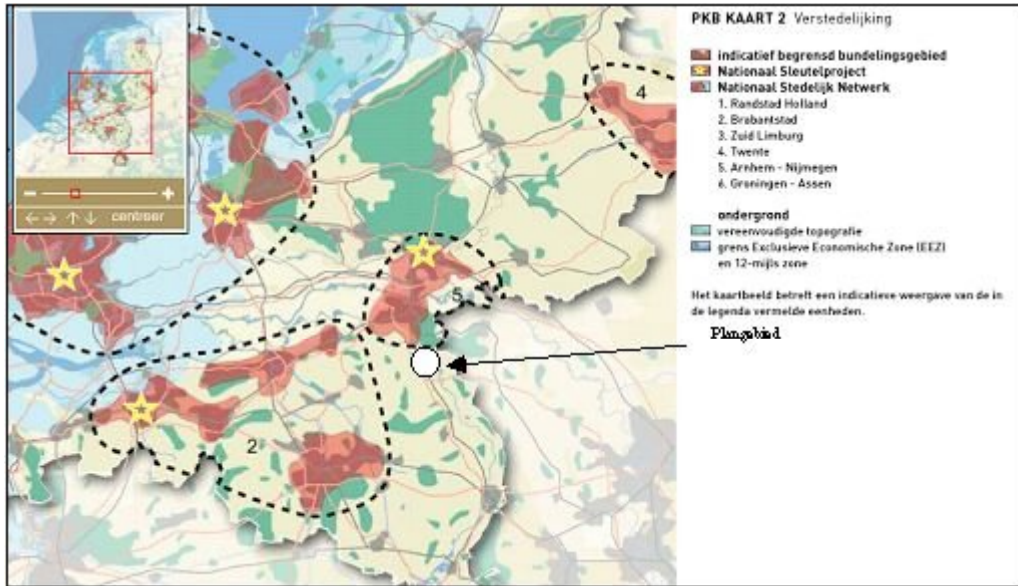 centreer
4
5
2
PKB KAART 2 Verstedelijking
indicatief begrensd bundelingsgebied
Nationaal Sleutelproject
Nationaal Stedelijk Netwerk
1. Randstad Holland
2. Brabantstad
3. Zuid Limburg
4. Twente
5. Arnhem - Nijmegen
6. Groningen - Assen
ondergrond
vereenvoudigde topografie
grens Exclusieve Economische Zone (EEZ)
en 12-mijls zone
Het kaartbeeld betreft een indicatieve weergave van de in
de legenda vermelde eenheden.
Plangebied